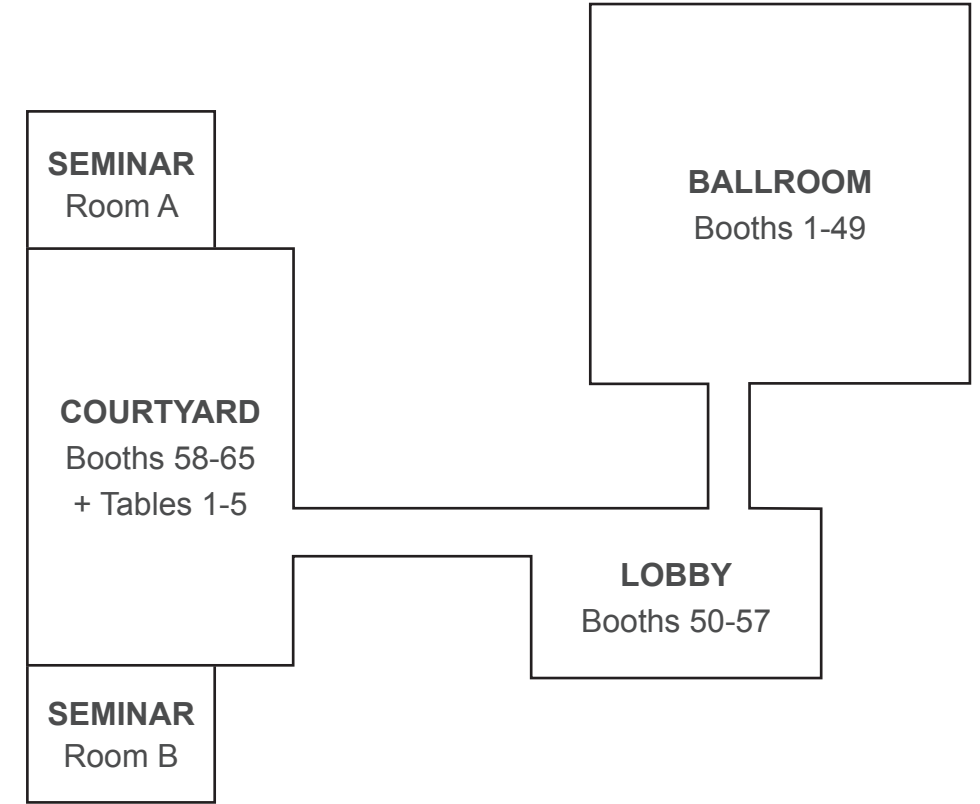 SEMINAR
Room A
BALLROOM
Booths 1-49
COURTYARD
Booths 58-65
+ Tables 1-5
LOBBY
Booths 50-57
SEMINAR
Room B